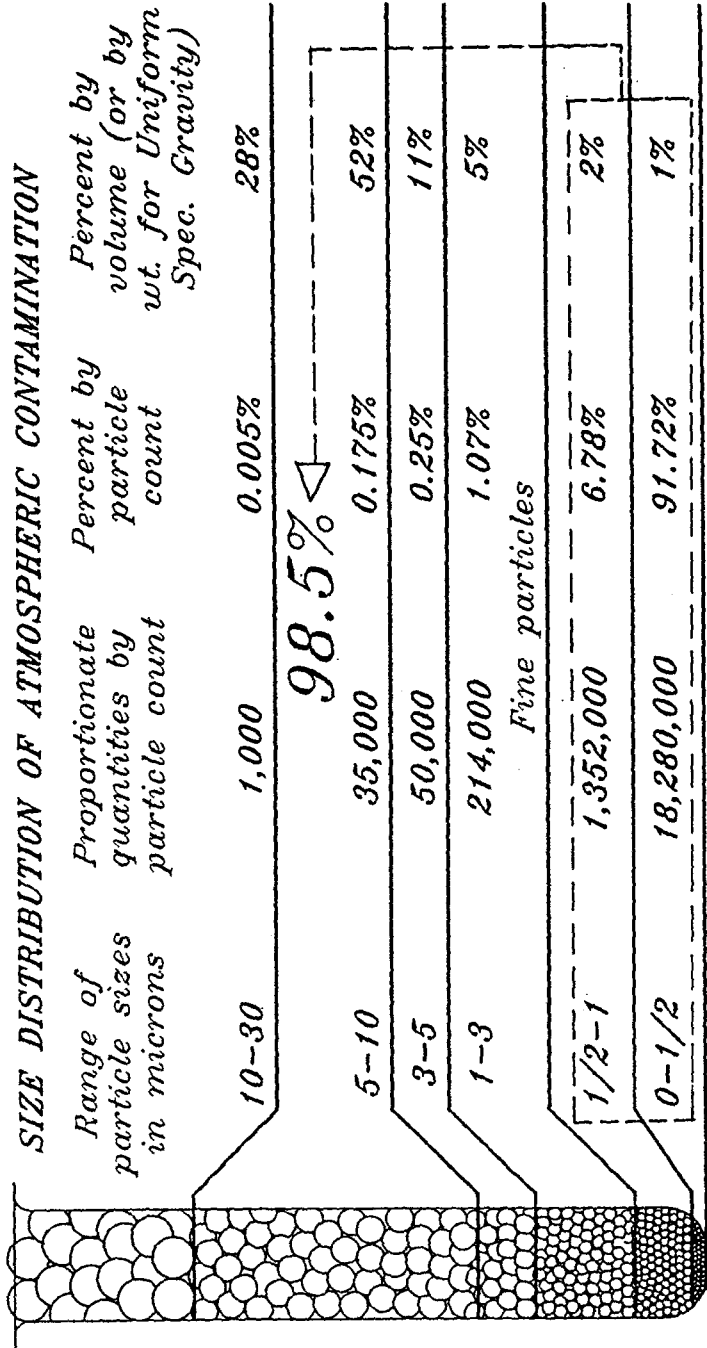 SIZE DISTRIBUTION OF ATMOSPHERIC CONTAMINATION
Range of
particle sizes
in microns
Proportionate
quantities by
particle count
Percent by
particle
count
Percent by
volume (or by
wt. for Uniform
Spec. Gravity)
10-30 1,000 0.005% 28%
98.5%
5-10 35,000 0.175% 52%
3-5 50,000 0.25% 11%
1-3 214,000 1.07% 5%
Fine particles
1/2-1 1,352,000 6.78% 2%
0-1/2 18,280,000 91.72% 1%